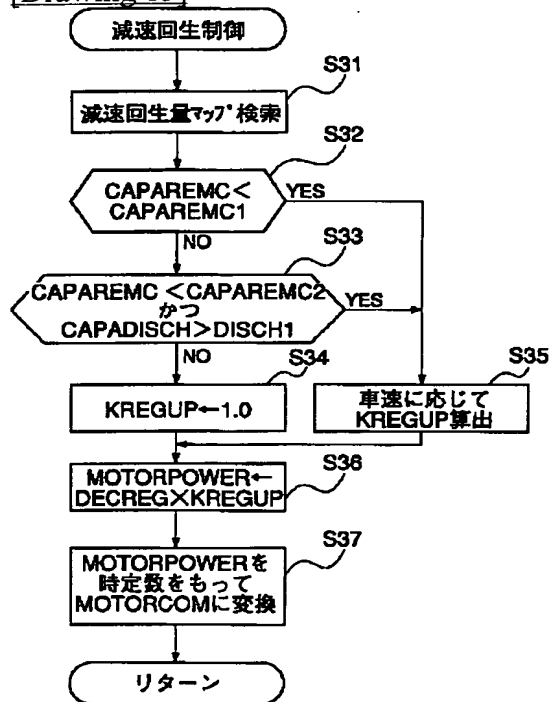 減速回生制御
S31
減速回生量マップ検索
S32
CAPAREMC<
CAPAREMC1
YES
NO
S33
CAPAREMC <CAPAREMC2
かつ
CAPADISCH>DISCH1
YES
NO
S34
KREGUP←1.0
S35
車速に応じて
KREGUP算出
S36
MOTORPOWER←
DECREG×KREGUP
S37
MOTORPOWERを
時定数をもって
MOTORCOMに変換
リターン